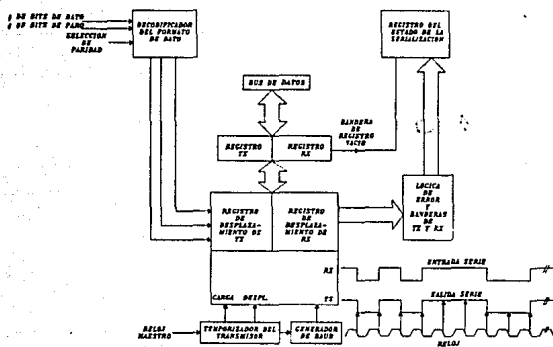 # DE BITS DE DATO
# DE BITS DE PARO
SELECCION
DE
PARIDAD
DECODIFICADOR
DEL FORMATO
DE DATO
REGISTRO DEL
ESTADO DE LA
SERIALIZACION
BUS DE DATOS
BANDERA
DE
REGISTRO
VACIO
REGISTRO
TX
REGISTRO
RX
REGISTRO
DE
DESPLAZA-
MIENTO DE
TX
REGISTRO
DE
DESPLAZA-
MIENTO DE
RX
LOGICA
DE
ERROR
Y
BANDERAS
DE
TX Y RX
ENTRADA SERIE
RX
CARGA DESPL.
TX
SALIDA SERIE
RELOJ
MAESTRO
TEMPORIZADOR DEL
TRANSMISOR
GENERADOR
DE BAUD
RELOJ